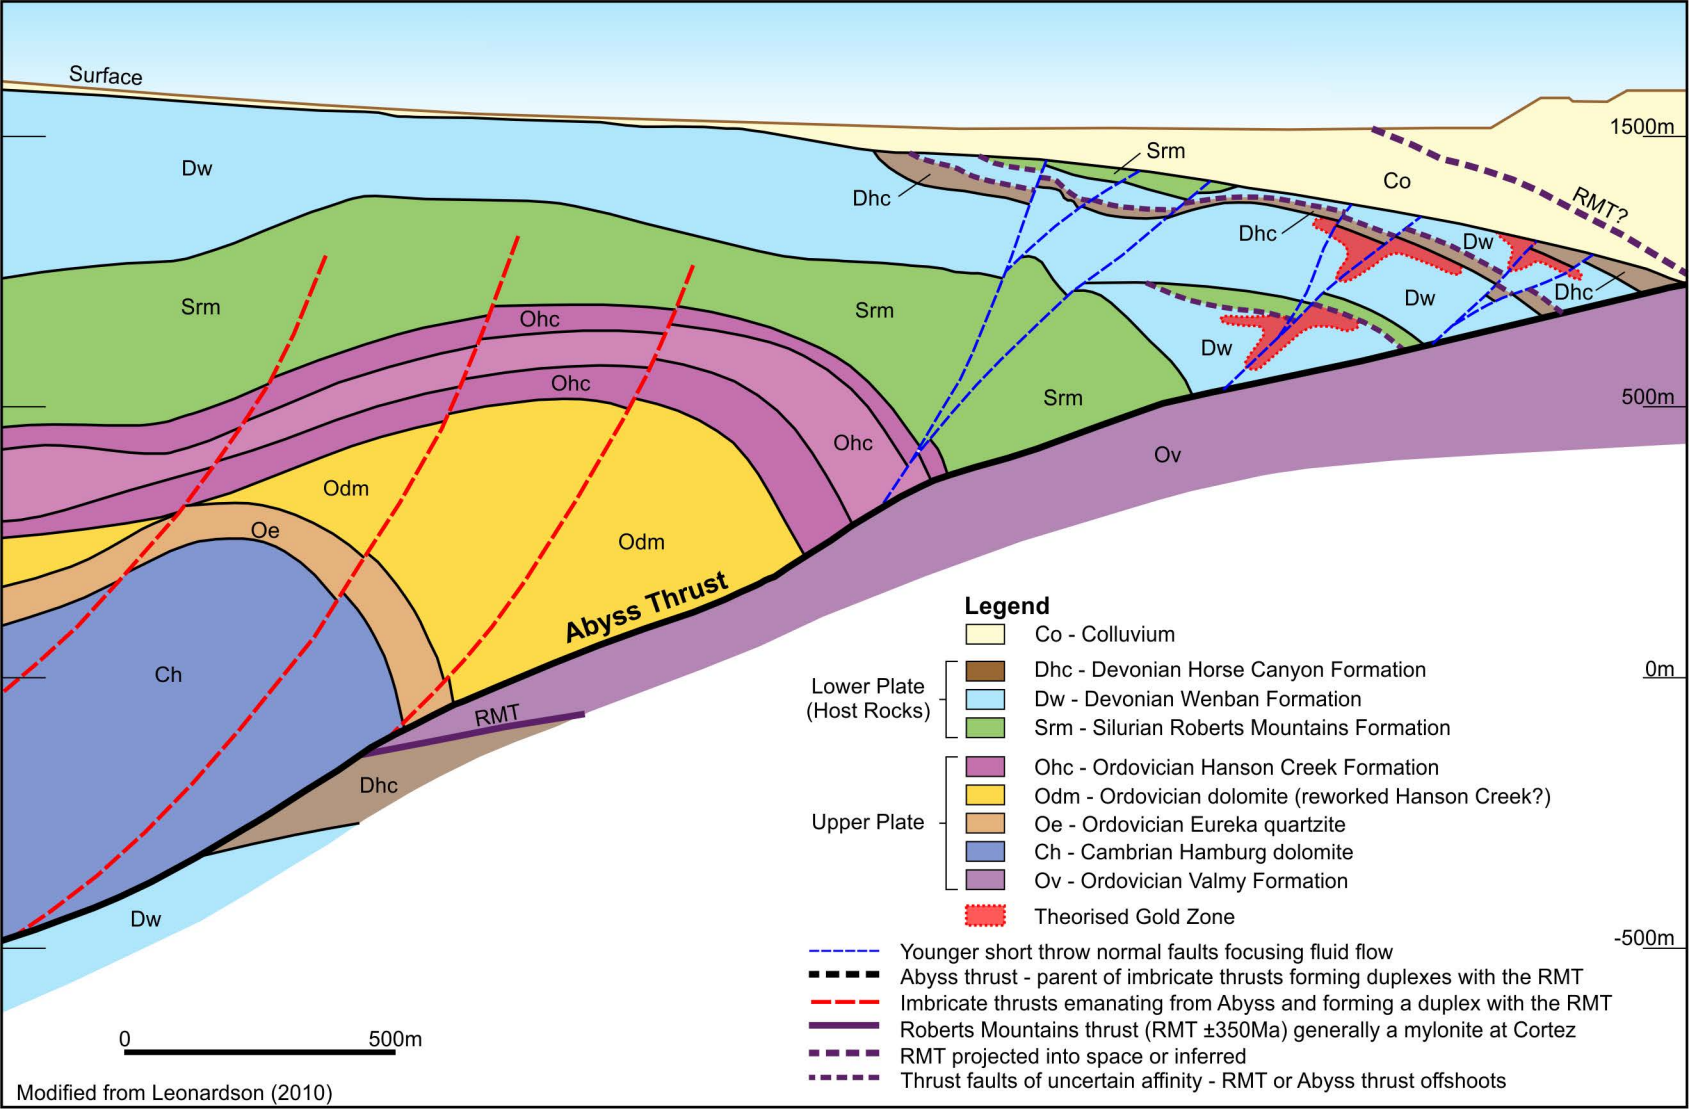 Surface
1500m
Srm
Dw
Co
Dhc
RMT?
Dhc
Dw
Dw
Dhc
Srm
Ohc
Srm
Dw
Ohc
Srm
500m
Ohc
Ov
Odm
Oe
Odm
Abyss Thrust
Legend
Co - Colluvium
Dhc - Devonian Horse Canyon Formation
Lower Plate
(Host Rocks)
Dw - Devonian Wenban Formation
Srm - Silurian Roberts Mountains Formation
0m
Ch
RMT
Ohc - Ordovician Hanson Creek Formation
Dhc
Odm - Ordovician dolomite (reworked Hanson Creek?)
Upper Plate
Oe - Ordovician Eureka quartzite
Ch - Cambrian Hamburg dolomite
Ov - Ordovician Valmy Formation
Dw
Theorised Gold Zone
-500m
Younger short throw normal faults focusing fluid flow
Abyss thrust - parent of imbricate thrusts forming duplexes with the RMT
Imbricate thrusts emanating from Abyss and forming a duplex with the RMT
Roberts Mountains thrust (RMT ±350Ma) generally a mylonite at Cortez
RMT projected into space or inferred
Thrust faults of uncertain affinity - RMT or Abyss thrust offshoots
0 500m
Modified from Leonardson (2010)